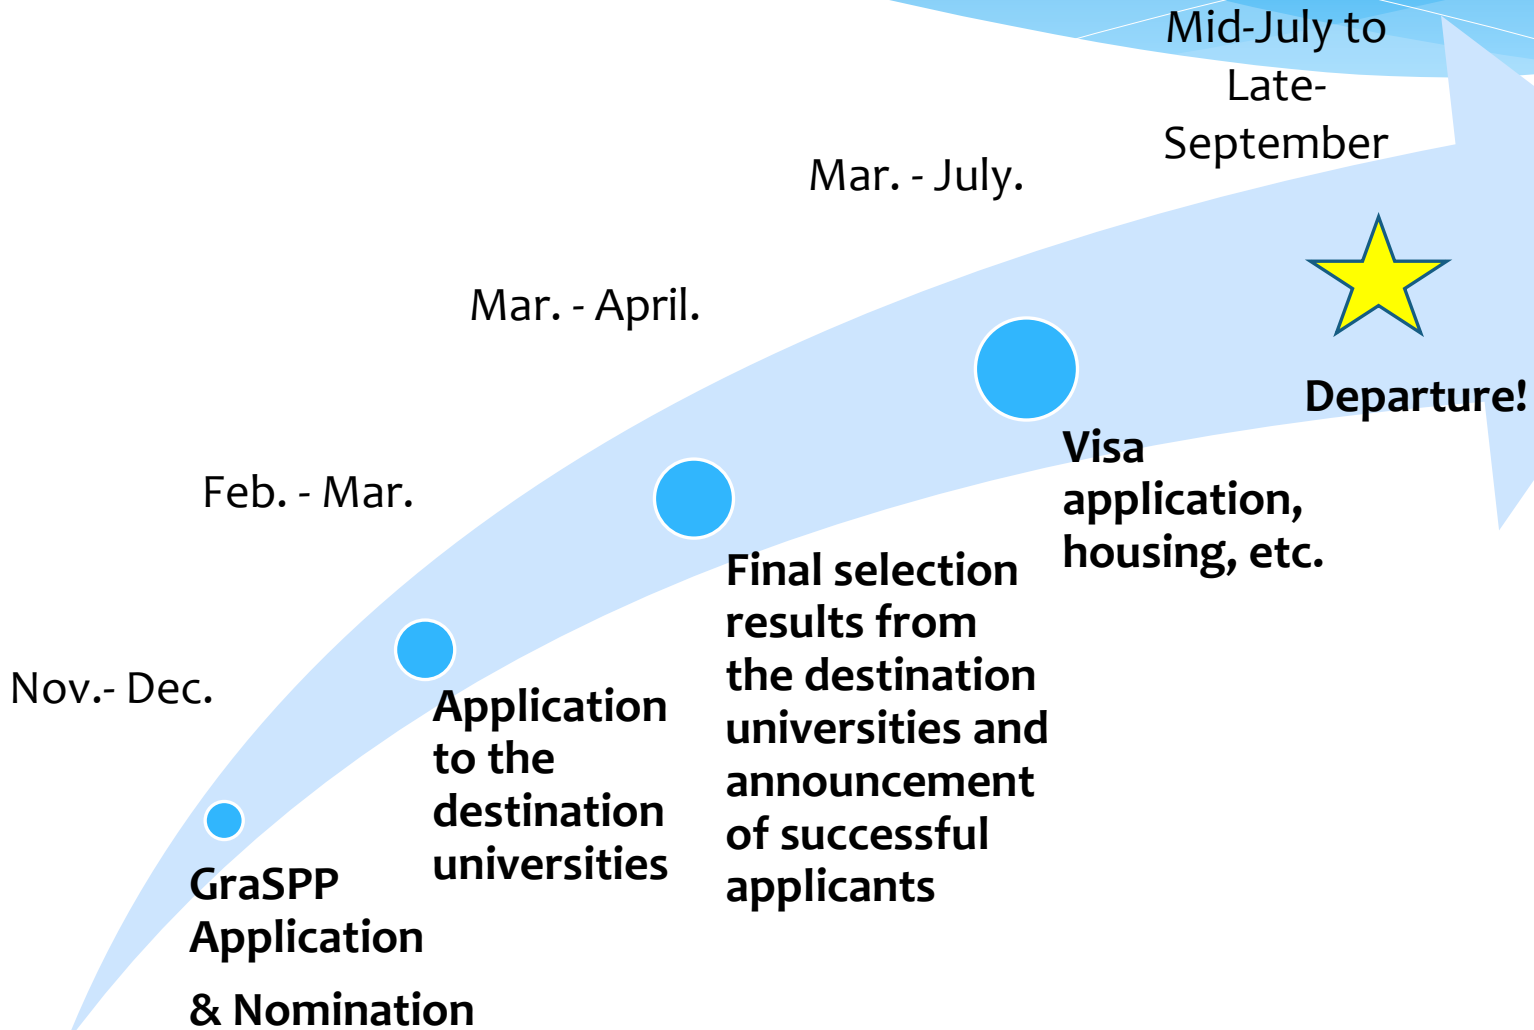 Nov.- Dec.
GraSPP
Application
& Nomination
Feb. - Mar.
Application
to the
destination
universities
Mar. - April.
Final selection
results from
the destination
universities and
announcement
of successful
applicants
Mar. - July.
Visa
application,
housing, etc.
Mid-July to
Late-
September
Departure!